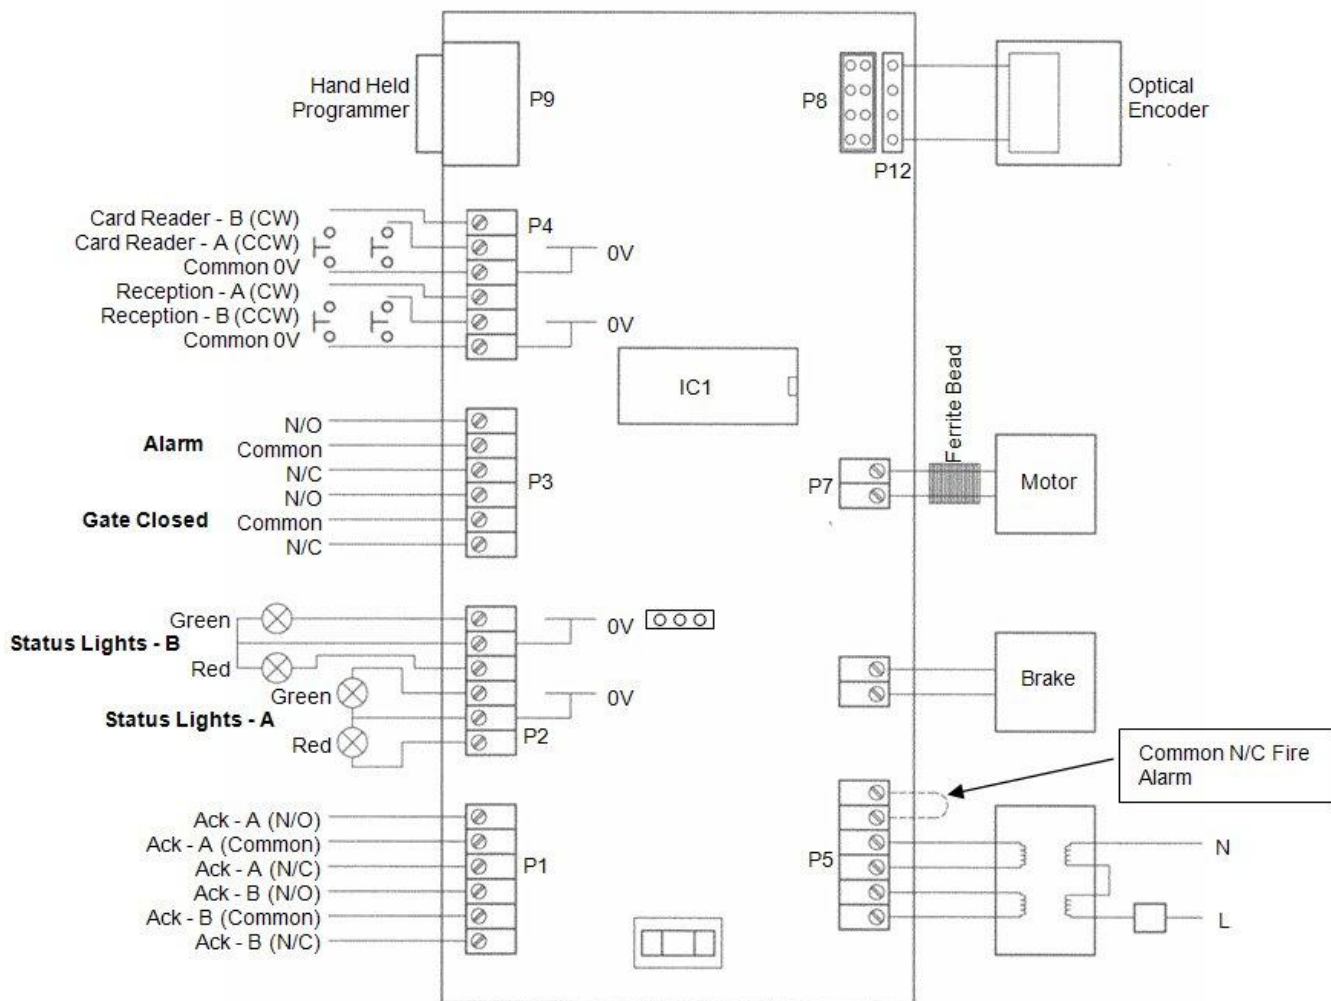 Hand Held
Programmer
P9
P8
P12
Optical
Encoder
Card Reader - B (CW)
Card Reader - A (CCW)
Common 0V
Reception - A (CW)
Reception - B (CCW)
Common 0V
P4
0V
0V
IC1
Alarm
N/O
Common
N/C
Gate Closed
N/O
Common
N/C
P3
P7
Ferrite Bead
Motor
Green
Status Lights - B
Red
Green
Status Lights - A
Red
0V
0V
P2
Brake
Common N/C Fire
Alarm
Ack - A (N/O)
Ack - A (Common)
Ack - A (N/C)
Ack - B (N/O)
Ack - B (Common)
Ack - B (N/C)
P1
P5
N
L